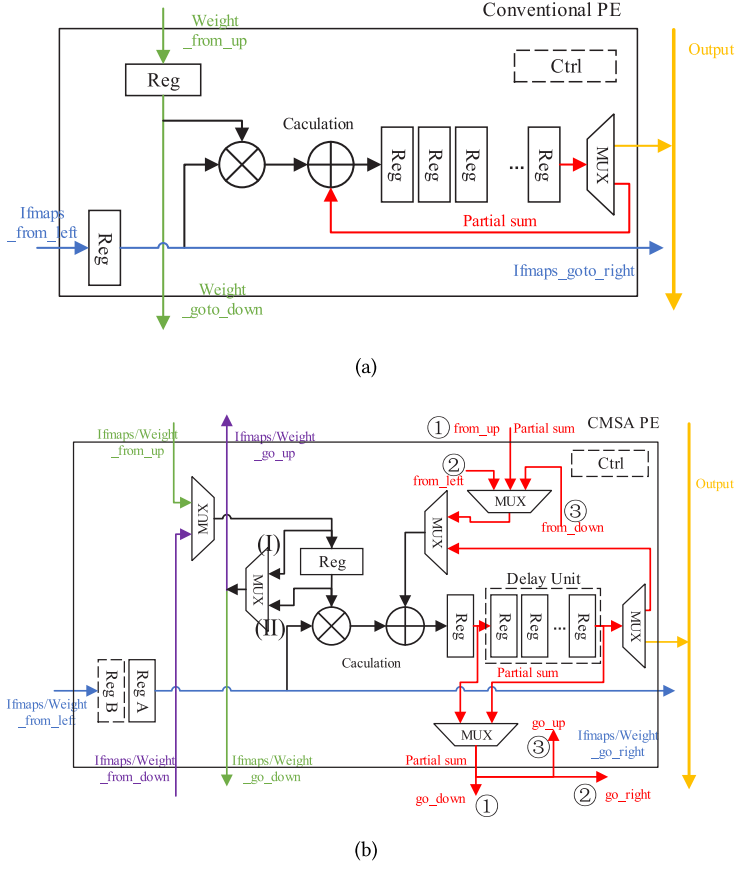 Conventional PE
Weight
_from_up
Output
Reg
Ctrl
Caculation
Reg
Reg
Reg
...
Reg
MUX
Partial sum
Ifmaps
_from_left
Reg
Ifmaps_goto_right
Weight
_goto_down
(a)
① from_up
Partial sum
CMSA PE
Ifmaps/Weight
_from_up
Ifmaps/Weight
_go_up
②
from_left
Ctrl
MUX
③
from_down
Output
MUX
MUX
(I)
Reg
MUX
(II)
Delay Unit
Reg
Reg
Reg
...
Reg
MUX
Caculation
Partial sum
Reg B
Reg A
Ifmaps/Weight
_from_left
MUX
go_up
③
Ifmaps/Weight
_go_right
Ifmaps/Weight
_from_down
Ifmaps/Weight
_go_down
Partial sum
go_down
①
②
go_right
(b)